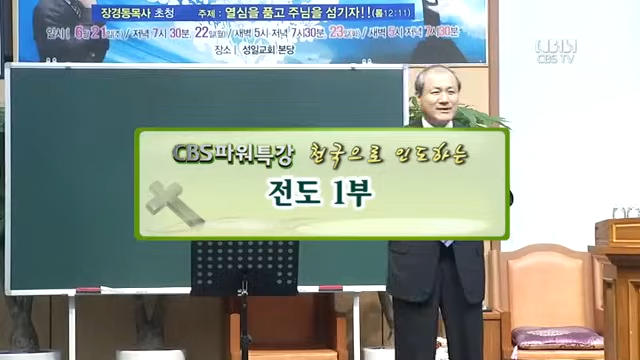 장경동목사 초청 주제 : 열심을 품고 주님을 섬기자!!(롬12:11)
일시 | 6월 21일(주) / 저녁 7시 30분, 22일(월) / 새벽 5시 저녁 7시30분, 23일(화) / 새벽 5시 저녁 7시30분
장소 | 성일교회 본당
CBS TV
CBS파워특강 천국으로 인도하는
전도 1부